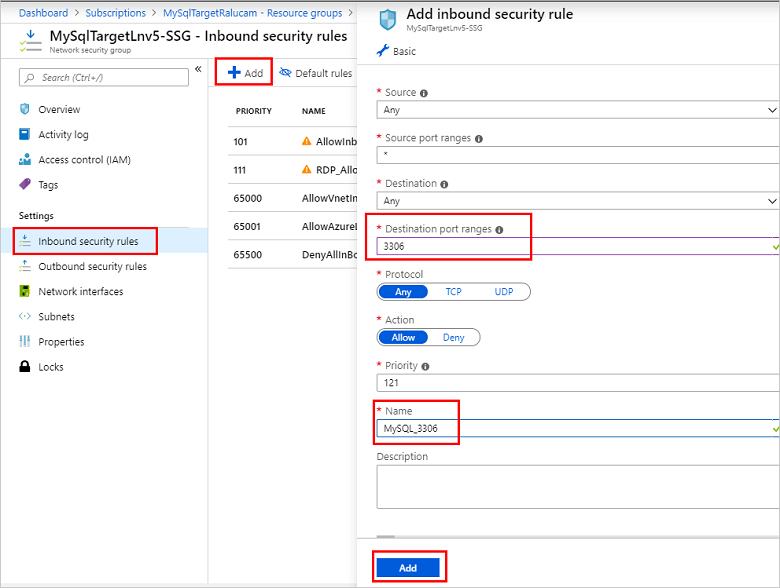 Dashboard > Subscriptions > MySqlTargetRalucam - Resource groups >
MySqlTargetLnv5-SSG - Inbound security rules
Network security group
Search (Ctrl+/)
«
Overview
Activity log
Access control (IAM)
Tags
Settings
Inbound security rules
Outbound security rules
Network interfaces
Subnets
Properties
Locks
Add
Default rules
PRIORITY NAME
101 AllowInb
111 RDP_Allo
65000 AllowVnetIn
65001 AllowAzureL
65500 DenyAllInBo
Add inbound security rule
MySqlTargetLnv5-SSG
Basic
* Source
Any
* Source port ranges
*
* Destination
Any
* Destination port ranges
3306
* Protocol
Any TCP UDP
* Action
Allow Deny
* Priority
121
* Name
MySQL_3306
Description
Add